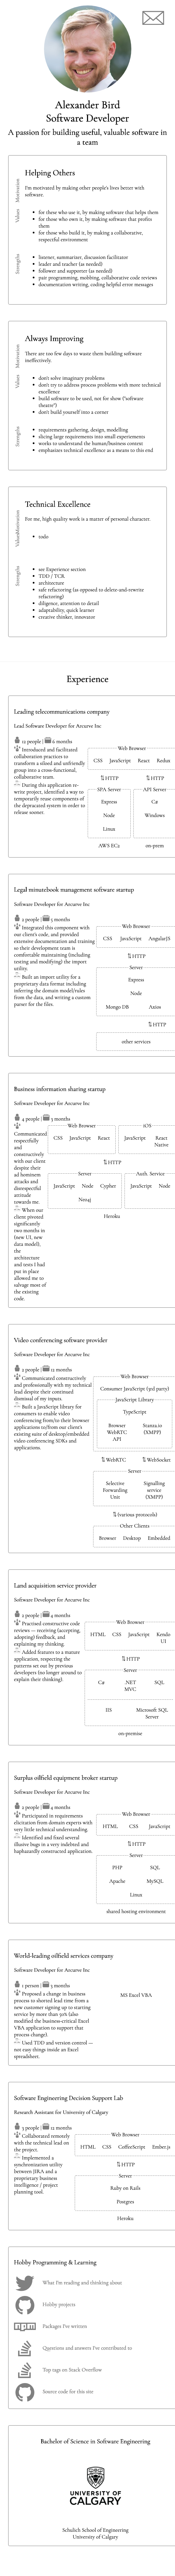 Alexander Bird
Software Developer
A passion for building useful, valuable software in
a team
Helping Others
Motivation
I'm motivated by making other people's lives better with
software.
Values
for those who use it, by making software that helps them
for those who own it, by making software that profits
them
for those who build it, by making a collaborative,
respectful environment
Strengths
listener, summarizer, discussion facilitator
leader and teacher (as needed)
follower and supporter (as needed)
pair programming, mobbing, collaborative code reviews
documentation writing, coding helpful error messages
Always Improving
Motivation
There are too few days to waste them building software
ineffectively.
Values
don't solve imaginary problems
don't try to address process problems with more technical
excellence
build software to be used, not for show ("software
theatre")
don't build yourself into a corner
Strengths
requirements gathering, design, modelling
slicing large requirements into small experiments
works to understand the human/business context
emphasizes technical excellence as a means to this end
Technical Excellence
Motivation
For me, high quality work is a matter of personal character.
Values
todo
Strengths
see Experience section
TDD / TCR
architecture
safe refactoring (as opposed to delete-and-rewrite
refactoring)
diligence, attention to detail
adaptability, quick learner
creative thinker, innovator
Experience
Leading telecommunications company
Lead Software Developer for Arcurve Inc
12 people | 6 months
Introduced and facilitated
collaboration practices to
transform a siloed and unfriendly
group into a cross-functional,
collaborative team.
During this application re-
write project, identified a way to
temporarily reuse components of
the deprecated system in order to
release sooner.
Web Browser
CSS JavaScript React Redux
⇅ HTTP ⇅ HTTP
SPA Server API Server
Express C#
Node Windows
Linux
AWS EC2 on-prem
Legal minutebook management software startup
Software Developer for Arcurve Inc
2 people | 5 months
Integrated this component with
our client's code, and provided
extensive documentation and training
so their development team is
comfortable maintaining (including
testing and modifying) the import
utility.
Built an import utility for a
proprietary data format including
inferring the domain model/end
from the data, and writing a custom
parser for the files.
Web Browser
CSS JavaScript AngularJS
⇅ HTTP
Server
Express
Node
Mongo DB Axios
⇅ HTTP
other services
Business information sharing startup
Software Developer for Arcurve Inc
4 people | 3 months
Communicated
respectfully
and
constructively
with our client
despite their
ad hominem
attacks and
disrespectful
attitude
towards me.
When our
client pivoted
significantly
two months in
(new UI, new
data model),
the
architecture
and tests I had
put in place
allowed me to
salvage most of
the existing
code.
Web Browser iOS
CSS JavaScript React JavaScript React
Native
⇅ HTTP
Server Auth. Service
JavaScript Node Cypher JavaScript Node
Neo4j
Heroku
Video conferencing software provider
Software Developer for Arcurve Inc
2 people | 12 months
Communicated constructively
and professionally with my technical
lead despite their continued
dismissal of my inputs.
Built a JavaScript library for
consumers to enable video
conferencing from/to their browser
applications to/from our client's
existing suite of desktop/embedded
video conferencing SDKs and
applications.
Web Browser
Consumer JavaScript (3rd party)
JavaScript Library
TypeScript
Browser Stanza.io
WebRTC (XMPP)
API
⇅ WebRTC ⇅ WebSocket
Server
Selective Signalling
Forwarding service
Unit (XMPP)
⇅ (various protocols)
Other Clients
Browser Desktop Embedded
Land acquisition service provider
Software Developer for Arcurve Inc
2 people | 4 months
Practised constructive code
reviews — receiving (accepting,
adopting) feedback, and
explaining my thinking.
Added features to a mature
application, respecting the
patterns set out by previous
developers (no longer around to
explain their thinking).
Web Browser
HTML CSS JavaScript Kendo
UI
⇅ HTTP
Server
C# .NET SQL
MVC
IIS Microsoft SQL
Server
on-premise
Surplus oilfield equipment broker startup
Software Developer for Arcurve Inc
2 people | 4 months
Participated in requirements
elicitation from domain experts with
very little technical understanding.
Identified and fixed several
illusive bugs in a very indebted and
haphazardly constructed application.
Web Browser
HTML CSS JavaScript
⇅ HTTP
Server
PHP SQL
Apache MySQL
Linux
shared hosting environment
World-leading oilfield services company
Software Developer for Arcurve Inc
1 person | 5 months
Proposed a change in business
process to shorted lead time from a
new customer signing up to starting
service by more than 50% (also
modified the business-critical Excel
VBA application to support that
process change).
Used TDD and version control —
not easy things inside an Excel
spreadsheet.
MS Excel VBA
Software Engineering Decision Support Lab
Research Assistant for University of Calgary
3 people | 12 months
Collaborated remotely
with the technical lead on
the project.
Implemented a
synchronization utility
between JIRA and a
proprietary business
intelligence / project
planning tool.
Web Browser
HTML CSS CoffeeScript Ember.js
⇅ HTTP
Server
Ruby on Rails
Postgres
Heroku
Hobby Programming & Learning
What I'm reading and thinking about
Hobby projects
npm
Packages I've written
Questions and answers I've contributed to
Top tags on Stack Overflow
Source code for this site
Bachelor of Science in Software Engineering
UNIVERSITY OF
CALGARY
Schulich School of Engineering
University of Calgary